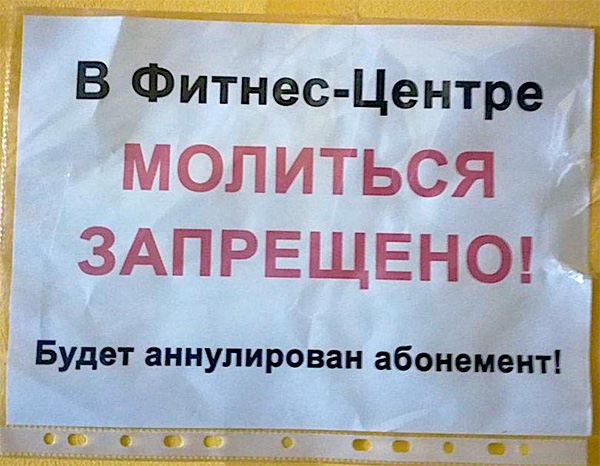 В Фитнес-Центре
МОЛИТЬСЯ
ЗАПРЕЩЕНО!
Будет аннулирован абонемент!